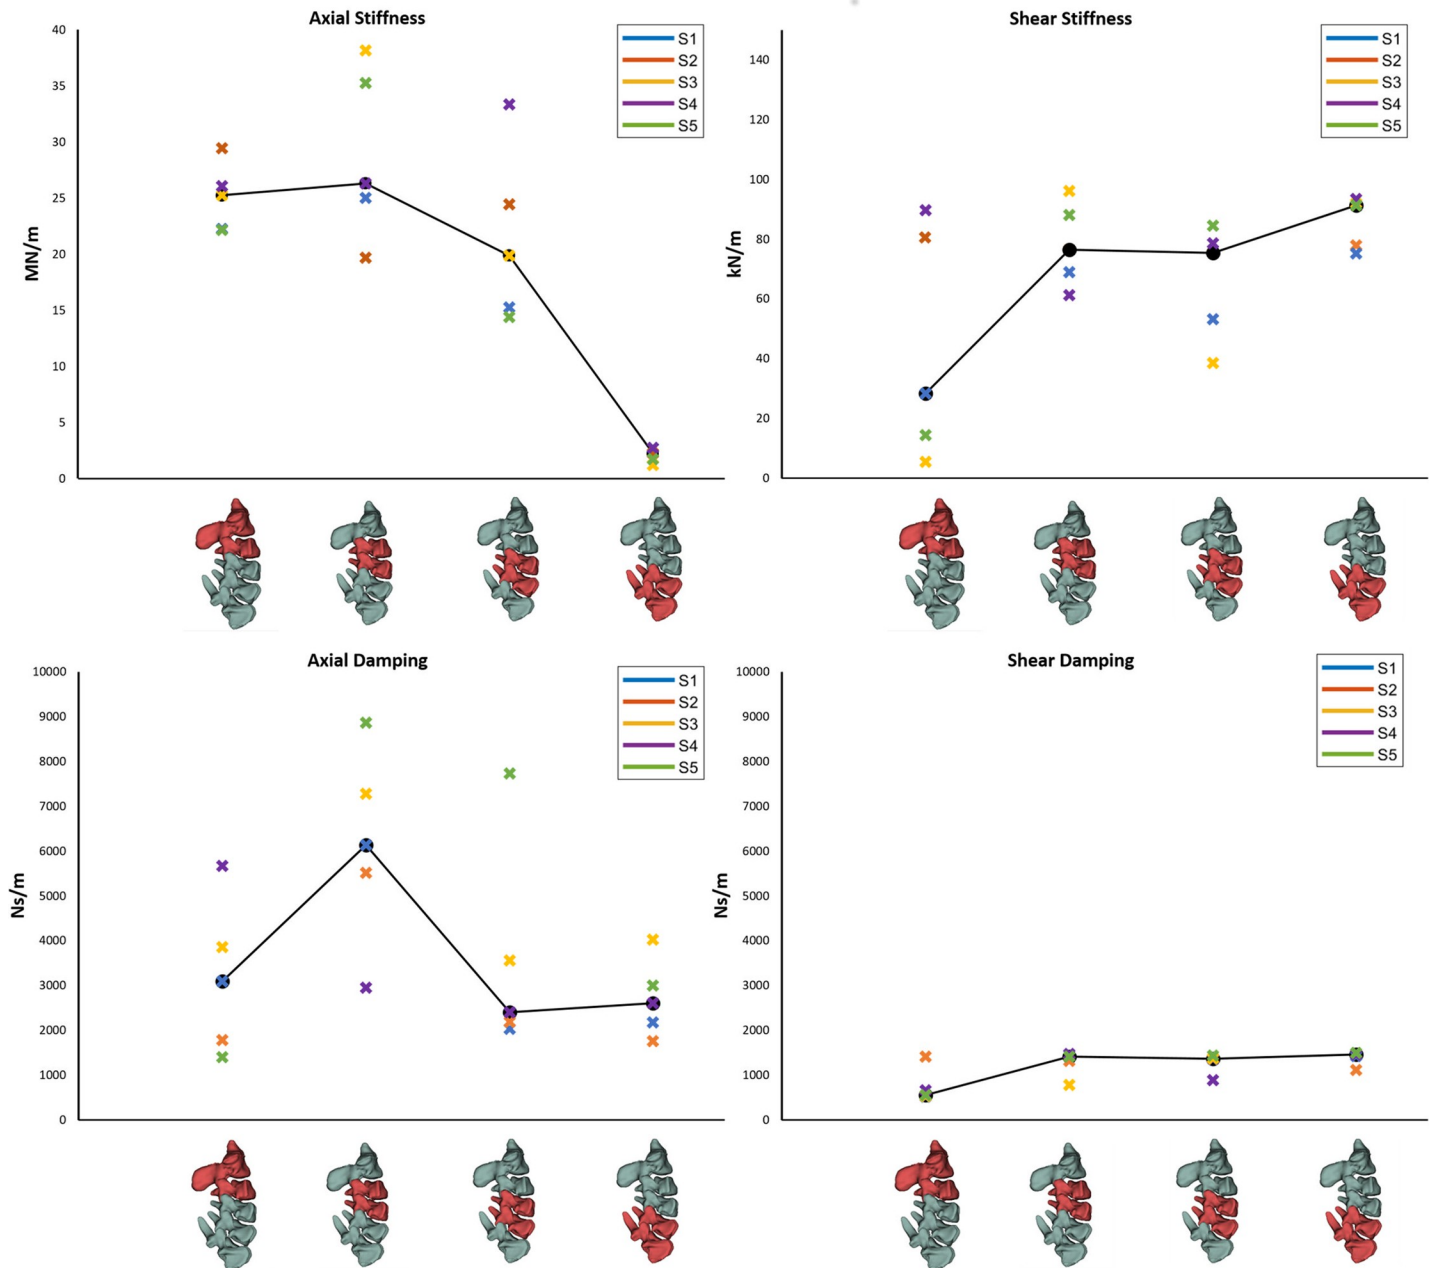 Axial Stiffness
40
35
30
25
20
15
10
5
0
MN/m
S1
S2
S3
S4
S5
Shear Stiffness
140
120
100
80
60
40
20
0
kN/m
S1
S2
S3
S4
S5
Axial Damping
10000
9000
8000
7000
6000
5000
4000
3000
2000
1000
0
Ns/m
S1
S2
S3
S4
S5
Shear Damping
10000
9000
8000
7000
6000
5000
4000
3000
2000
1000
0
Ns/m
S1
S2
S3
S4
S5